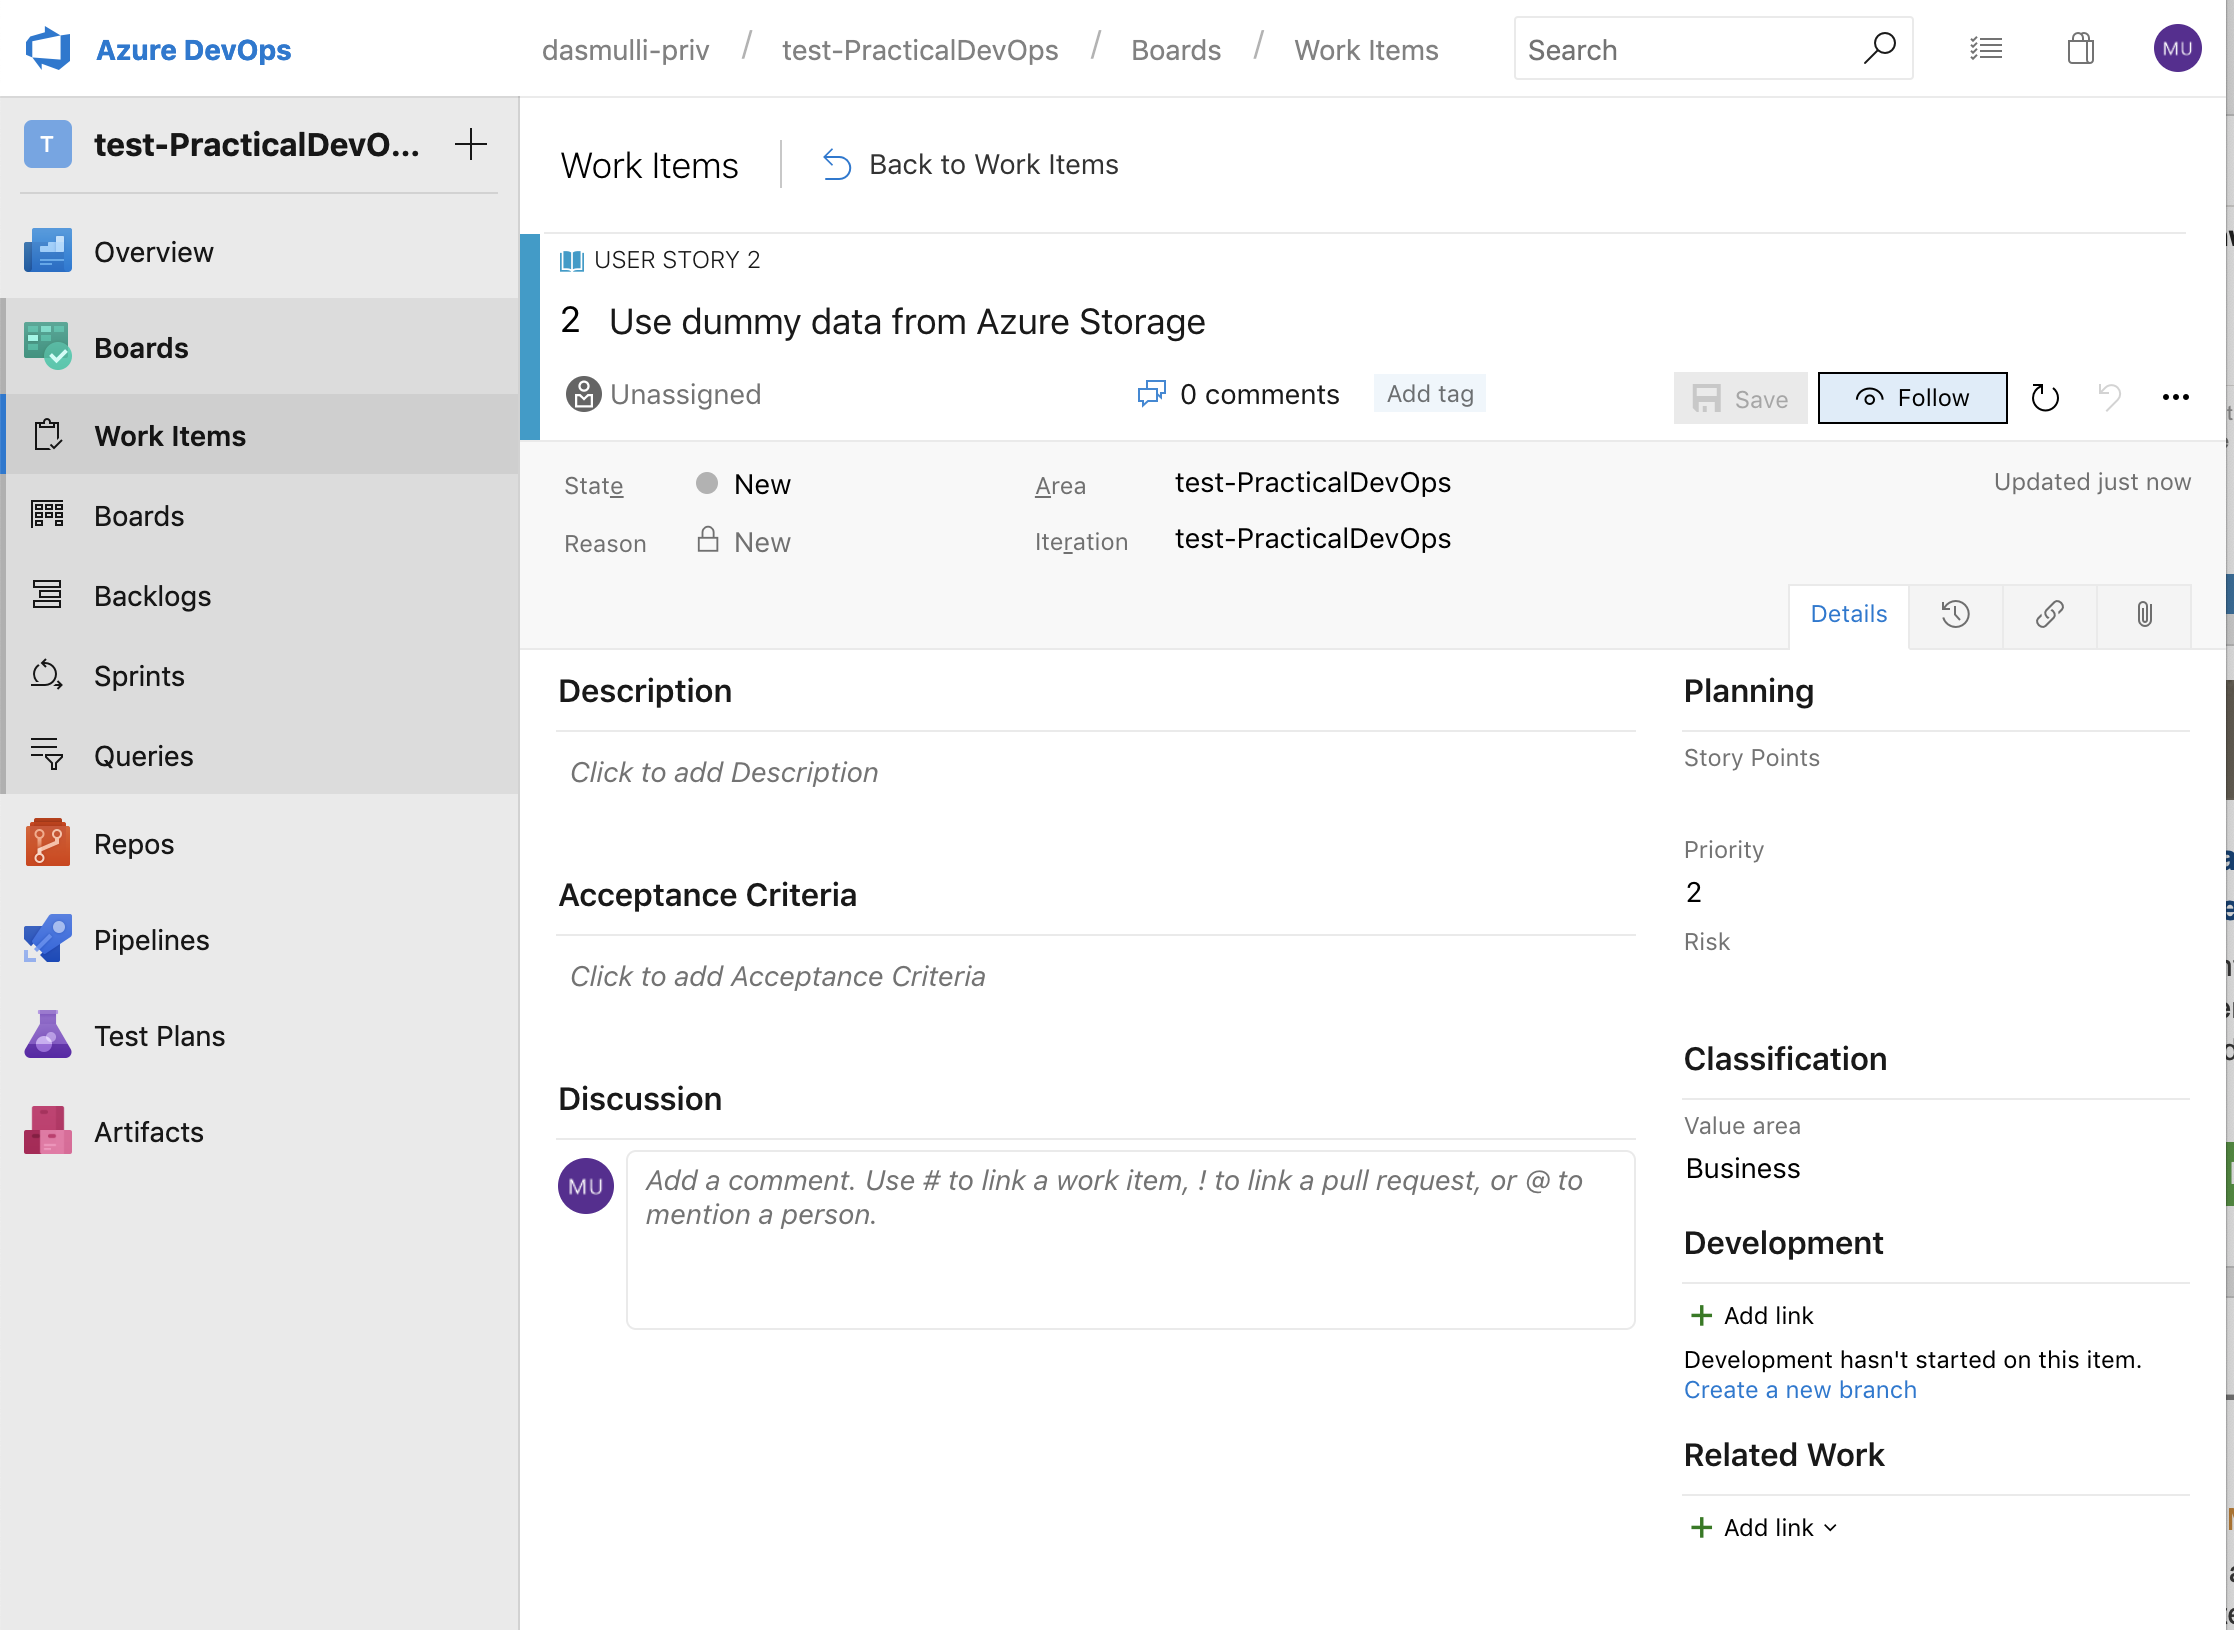 Azure DevOps
dasmulli-priv / test-PracticalDevOps / Boards / Work Items
Search
MU
T
test-PracticalDevO...
Overview
Boards
Work Items
Boards
Backlogs
Sprints
Queries
Repos
Pipelines
Test Plans
Artifacts
Work Items
Back to Work Items
USER STORY 2
2 Use dummy data from Azure Storage
Unassigned
0 comments
Add tag
Save
Follow
State
New
Area
test-PracticalDevOps
Updated just now
Reason
New
Iteration
test-PracticalDevOps
Details
Description
Click to add Description
Acceptance Criteria
Click to add Acceptance Criteria
Discussion
MU
Add a comment. Use # to link a work item, ! to link a pull request, or @ to
mention a person.
Planning
Story Points
Priority
2
Risk
Classification
Value area
Business
Development
Add link
Development hasn't started on this item.
Create a new branch
Related Work
Add link